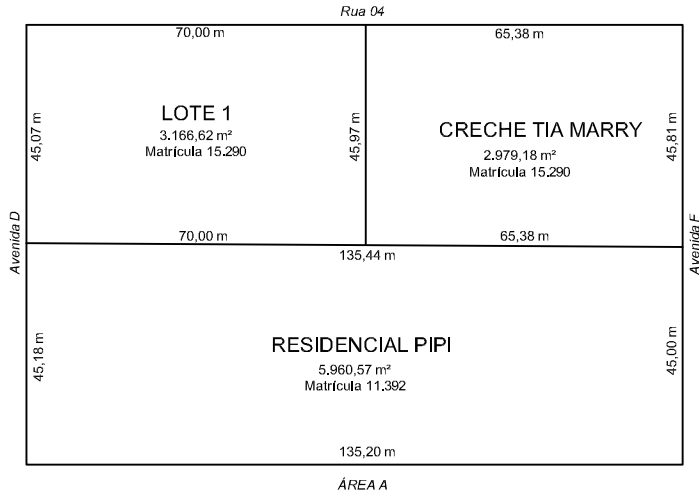 Rua 04
70,00 m
65,38 m
45,07 m
LOTE 1
3.166,62 m²
Matrícula 15.290
45,97 m
CRECHE TIA MARRY
2.979,18 m²
Matrícula 15.290
45,81 m
70,00 m
65,38 m
Avenida D
135,44 m
Avenida F
45,18 m
RESIDENCIAL PIPI
5.960,57 m²
Matrícula 11.392
45,00 m
135,20 m
ÁREA A